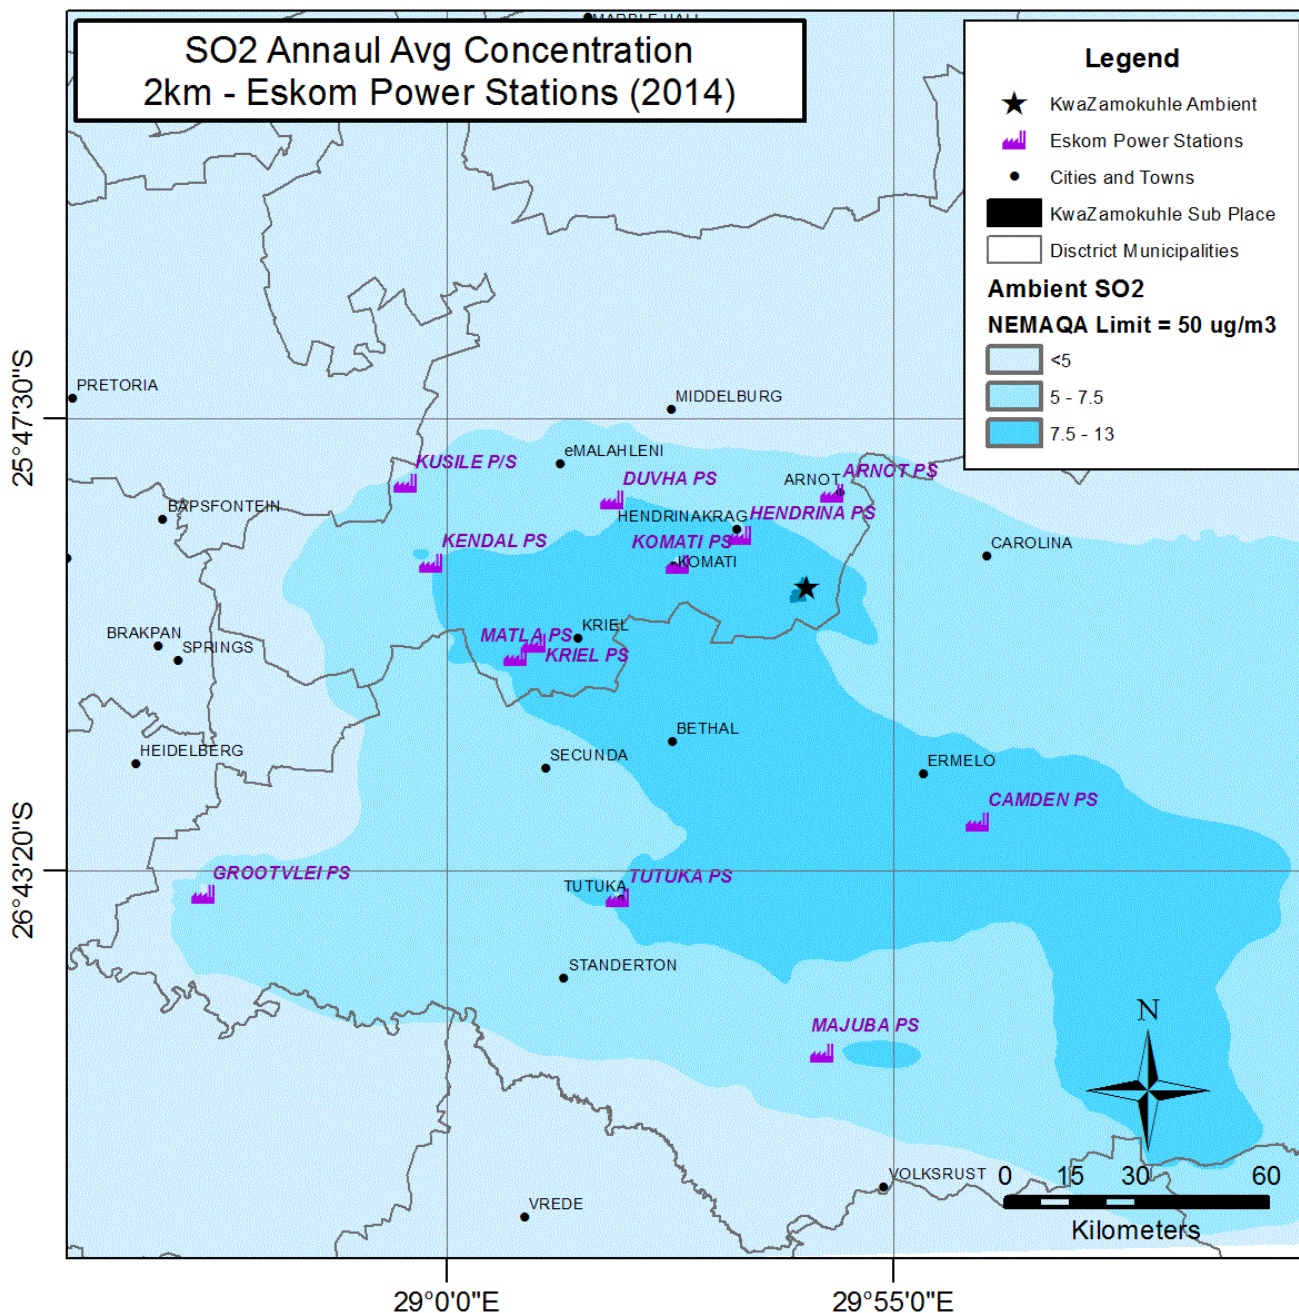 MARBLE HALL
SO2 Annaul Avg Concentration
2km - Eskom Power Stations (2014)
Legend
KwaZamokuhle Ambient
Eskom Power Stations
Cities and Towns
KwaZamokuhle Sub Place
Disctrict Municipalities
Ambient SO2
NEMAQA Limit = 50 ug/m3
<5
5 - 7.5
7.5 - 13
25°47'30"S
PRETORIA
MIDDELBURG
eMALAHLENI
KUSILE P/S
DUVHA PS
ARNOT
ARNOT PS
BAPSFONTEIN
HENDRINAKRAG
HENDRINA PS
KENDAL PS
KOMATI PS
KOMATI
CAROLINA
BRAKPAN
SPRINGS
MATLA PS
KRIEL
KRIEL PS
HEIDELBERG
SECUNDA
BETHAL
ERMELO
CAMDEN PS
26°43'20"S
GROOTVLEI PS
TUTUKA
TUTUKA PS
STANDERTON
MAJUBA PS
N
VOLKSRUST
VREDE
0 15 30 60
Kilometers
29°0'0"E
29°55'0"E